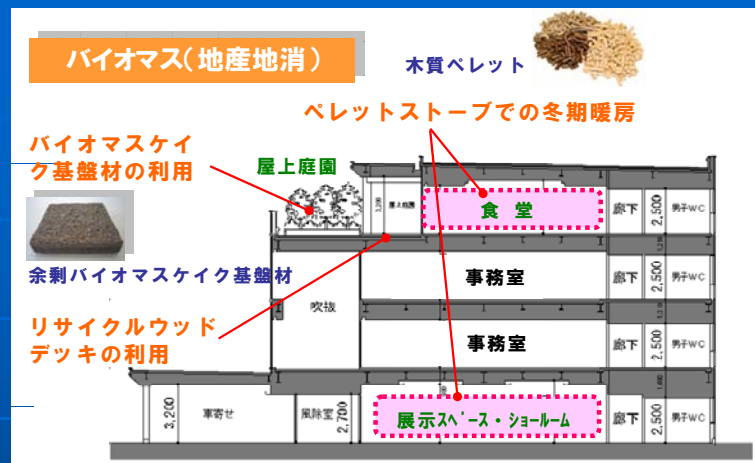 バイオマス(地産地消)
木質ペレット
ペレットストーブでの冬期暖房
バイオマスケイ
ク基盤材の利用
屋上庭園
3,200
屋上庭園
食 堂
廊下
2,500
男子WC
余剰バイオマスケイク基盤材
吹抜
事務室
廊下
2,500
男子WC
リサイクルウッド
デッキの利用
事務室
廊下
2,500
男子WC
3,200
車寄せ
風除室
2,700
展示スペース・ショールーム
廊下
2,500
男子WC